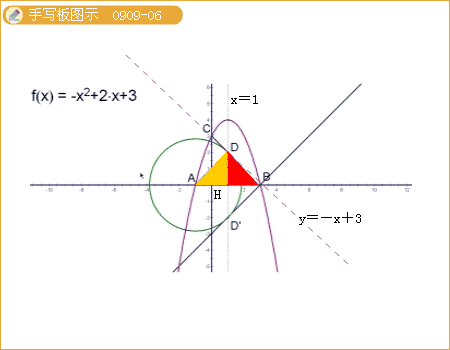 手写板图示 0909-06
f(x) = -x²+2·x+3
x=1
C
D
A
B
H
y=-x+3
D'